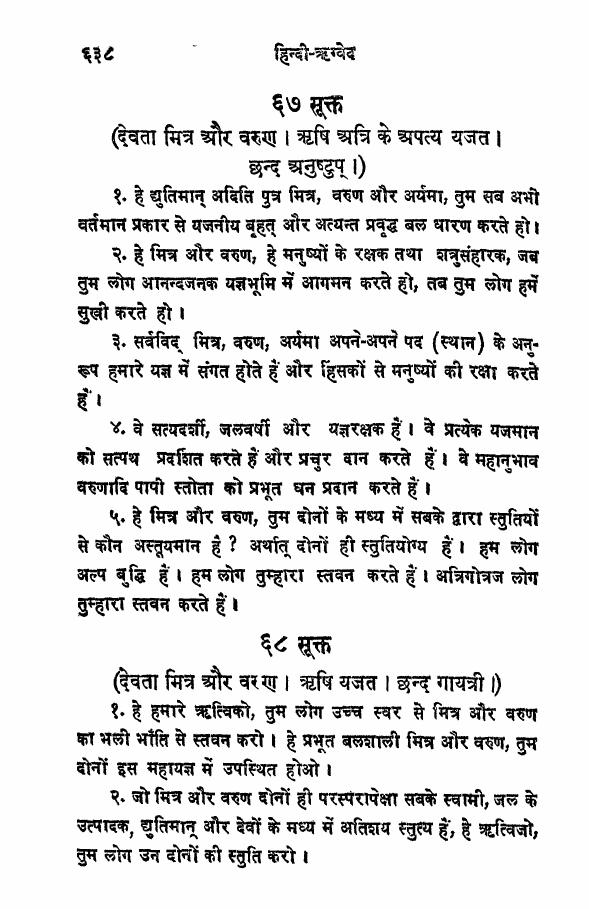 ६३८ हिन्दी-ऋग्वेद
६७ सूक्त
(देवता मित्र और वरुण । ऋषि अत्रि के अपत्य यजत ।
छन्द अनुष्टुप् ।)
१. हे द्युतिमान् अदिति पुत्र मित्र, वरुण और अर्यमा, तुम सब अभी
वर्तमान प्रकार से यजनीय बृहत् और अत्यन्त प्रवृद्ध बल धारण करते हो ।
२. हे मित्र और वरुण, हे मनुष्यों के रक्षक तथा शत्रुसंहारक, जब
तुम लोग आनन्दजनक यज्ञभूमि में आगमन करते हो, तब तुम लोग हमें
सुखी करते हो ।
३. सर्वविद् मित्र, वरुण, अर्यमा अपने-अपने पद (स्थान) के अनु-
रूप हमारे यज्ञ में संगत होते हैं और हिंसकों से मनुष्यों की रक्षा करते
हैं ।
४. वे सत्यदर्शी, जलवर्षी और यज्ञरक्षक हैं । वे प्रत्येक यजमान
को सत्पथ प्रदर्शित करते हैं और प्रचुर दान करते हैं । वे महानुभाव
वरुणादि पापी स्तोता को प्रभूत धन प्रदान करते हैं ।
५. हे मित्र और वरुण, तुम दोनों के मध्य में सबके द्वारा स्तुतियों
से कौन अस्तूयमान है ? अर्थात् दोनों ही स्तुतियोग्य हैं । हम लोग
अल्प बुद्धि हैं । हम लोग तुम्हारा स्तवन करते हैं । अत्रिगोत्रज लोग
तुम्हारा स्तवन करते हैं ।
६८ सूक्त
(देवता मित्र और वरुण । ऋषि यजत । छन्द गायत्री ।)
१. हे हमारे ऋत्विको, तुम लोग उच्च स्वर से मित्र और वरुण
का भली भाँति से स्तवन करो । हे प्रभूत बलशाली मित्र और वरुण, तुम
दोनों इस महायज्ञ में उपस्थित होओ ।
२. जो मित्र और वरुण दोनों ही परस्परापेक्षा सबके स्वामी, जल के
उत्पादक, द्युतिमान् और देवों के मध्य में अतिशय स्तुत्य हैं, हे ऋत्विजो,
तुम लोग उन दोनों की स्तुति करो ।